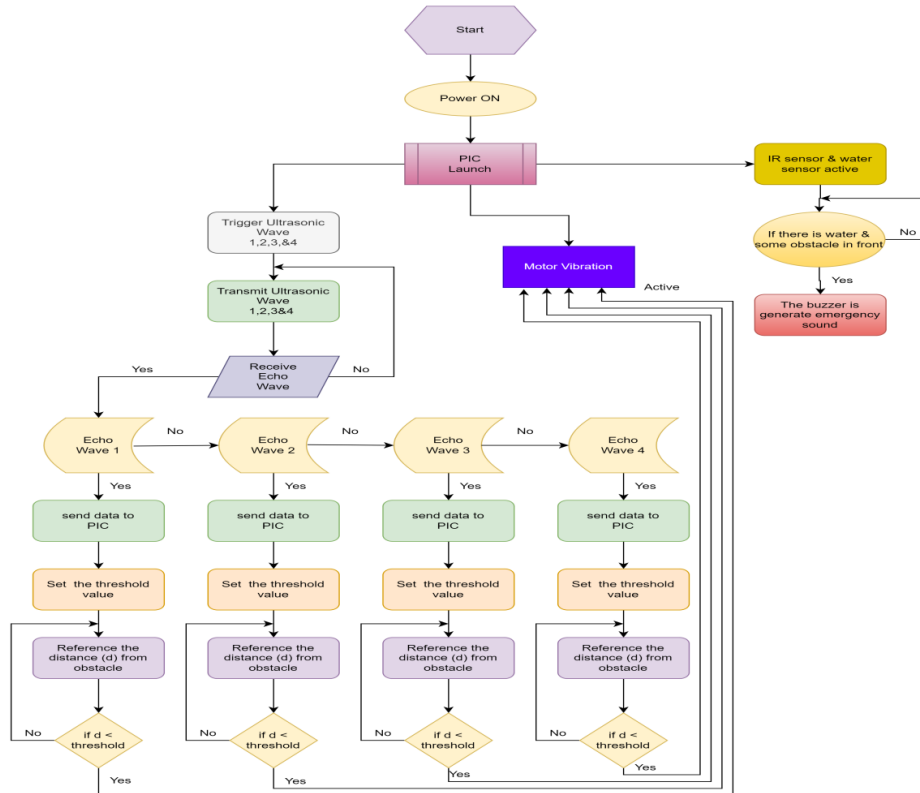 Start
Power ON
PIC
Launch
IR sensor & water
sensor active
Trigger Ultrasonic
Wave
1,2,3,&4
If there is water &
some obstacle in front
No
Motor Vibration
Transmit Ultrasonic
Wave
1,2,3&4
Active
Yes
The buzzer is
generate emergency
sound
Yes
Receive
Echo
Wave
No
Echo
Wave 1
No
Echo
Wave 2
No
Echo
Wave 3
No
Echo
Wave 4
Yes
Yes
Yes
Yes
send data to
PIC
send data to
PIC
send data to
PIC
send data to
PIC
Set the threshold
value
Set the threshold
value
Set the threshold
value
Set the threshold
value
Reference the
distance (d) from
obstacle
Reference the
distance (d) from
obstacle
Reference the
distance (d) from
obstacle
Reference the
distance (d) from
obstacle
No
if d <
threshold
No
if d <
threshold
No
if d <
threshold
No
if d <
threshold
Yes
Yes
Yes
Yes